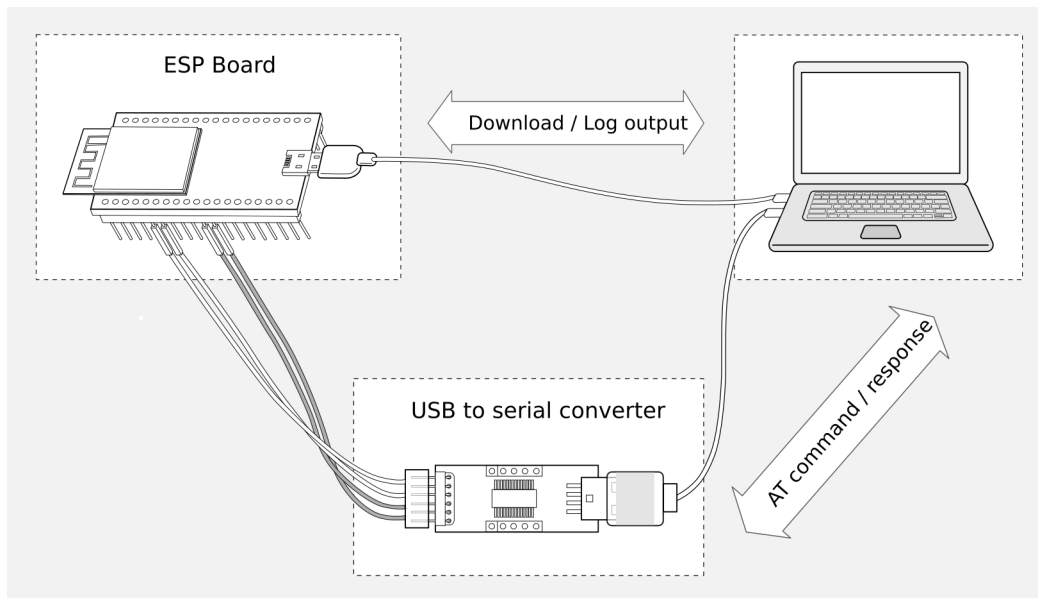 ESP Board
Download / Log output
USB to serial converter
AT command / response